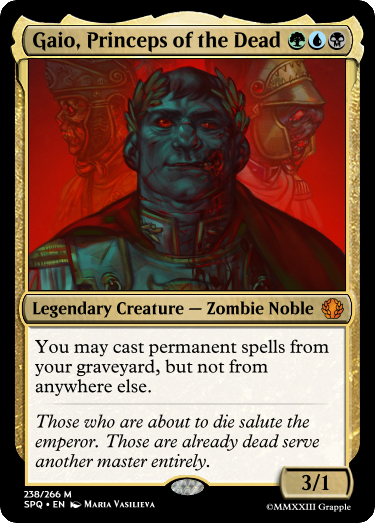 Gaio, Princeps of the Dead
Legendary Creature — Zombie Noble
You may cast permanent spells from
your graveyard, but not from
anywhere else.
Those who are about to die salute the
emperor. Those are already dead serve
another master entirely.
3/1
238/266 M
SPQ • EN Maria Vasilieva
©MMXXIII Grapple